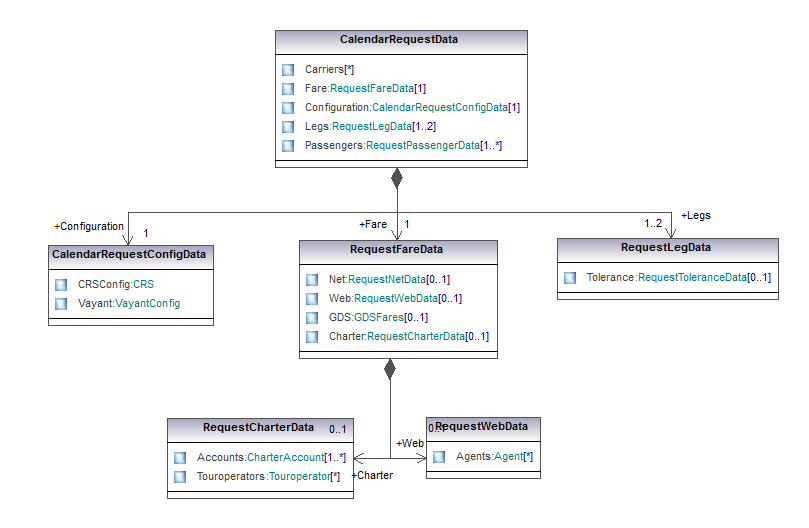 CalendarRequestData
Carriers[*]
Fare:RequestFareData[1]
Configuration:CalendarRequestConfigData[1]
Legs:RequestLegData[1..2]
Passengers:RequestPassengerData[1..*]
+Configuration
1
+Fare
1
1..2
+Legs
CalendarRequestConfigData
CRSConfig:CRS
Vayant:VayantConfig
RequestFareData
Net:RequestNetData[0..1]
Web:RequestWebData[0..1]
GDS:GDSFares[0..1]
Charter:RequestCharterData[0..1]
RequestLegData
Tolerance:RequestToleranceData[0..1]
RequestCharterData
0..1
Accounts:CharterAccount[1..*]
Touroperators:Touroperator[*]
+Web
+Charter
RequestWebData
Agents:Agent[*]